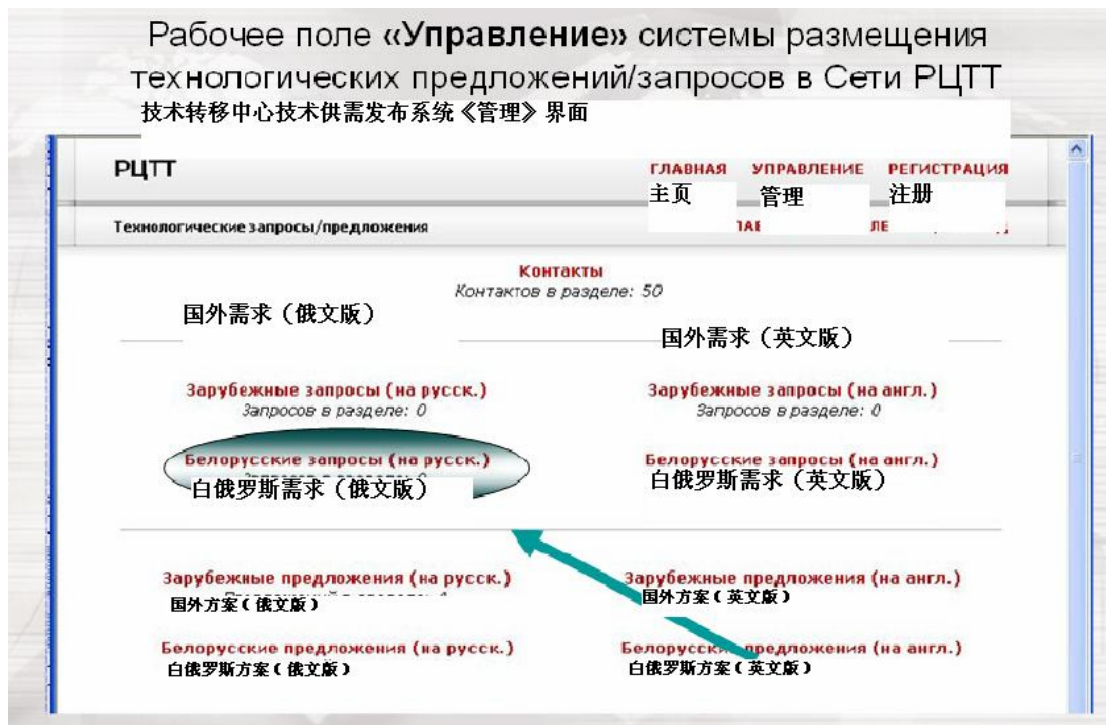 Рабочее поле «Управление» системы размещения
технологических предложений/запросов в Сети РЦТТ
技术转移中心技术供需发布系统《管理》界面
РЦТТ
ГЛАВНАЯ УПРАВЛЕНИЕ РЕГИСТРАЦИЯ
主页 管理 注册
Технологические запросы/предложения
Контакты
Контактов в разделе: 50
国外需求（俄文版）
国外需求（英文版）
Зарубежные запросы (на русск.) Зарубежные запросы (на англ.)
Запросов в разделе: 0 Запросов в разделе: 0
Белорусские запросы (на русск.) Белорусские запросы (на англ.)
白俄罗斯需求（俄文版） 白俄罗斯需求（英文版）
Зарубежные предложения (на русск.) Зарубежные предложения (на англ.)
国外方案（俄文版） 国外方案（英文版）
Белорусские предложения (на русск.) Белорусские предложения (на англ.)
白俄罗斯方案（俄文版） 白俄罗斯方案（英文版）